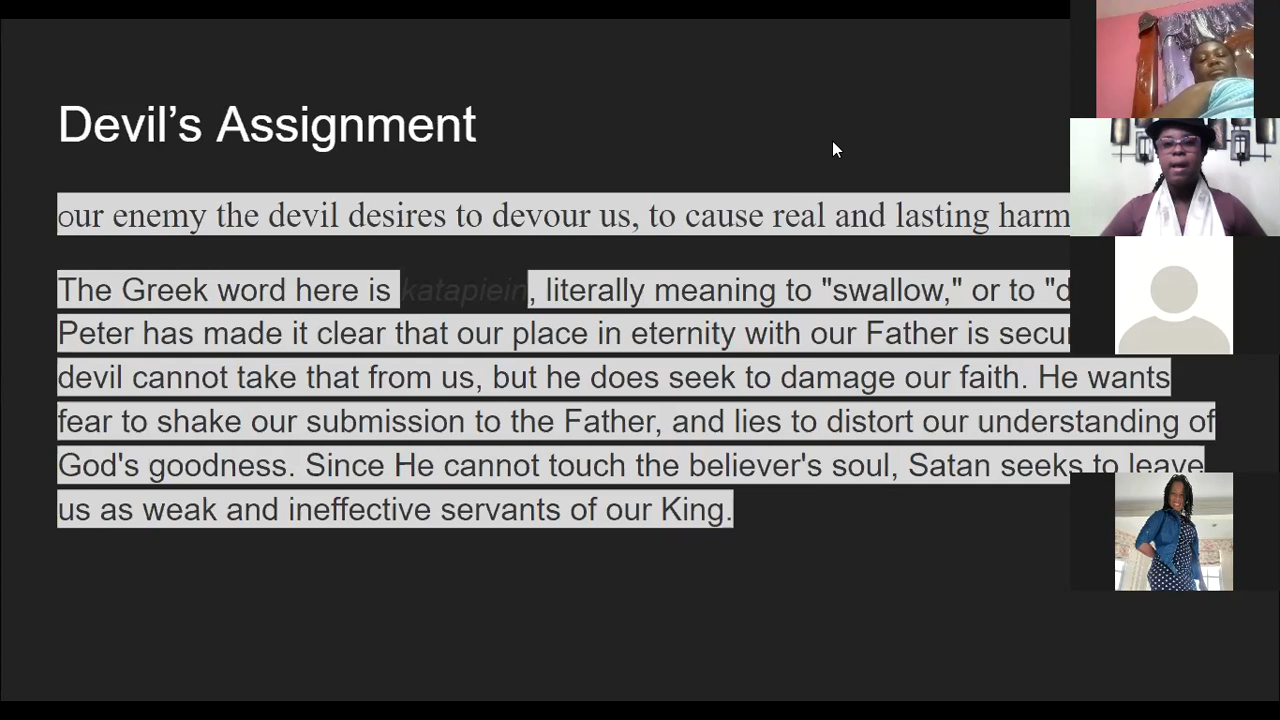 Devil’s Assignment
our enemy the devil desires to devour us, to cause real and lasting harm
The Greek word here is katapiein, literally meaning to "swallow," or to "d
Peter has made it clear that our place in eternity with our Father is secu
devil cannot take that from us, but he does seek to damage our faith. He wants
fear to shake our submission to the Father, and lies to distort our understanding of
God's goodness. Since He cannot touch the believer's soul, Satan seeks to leave
us as weak and ineffective servants of our King.